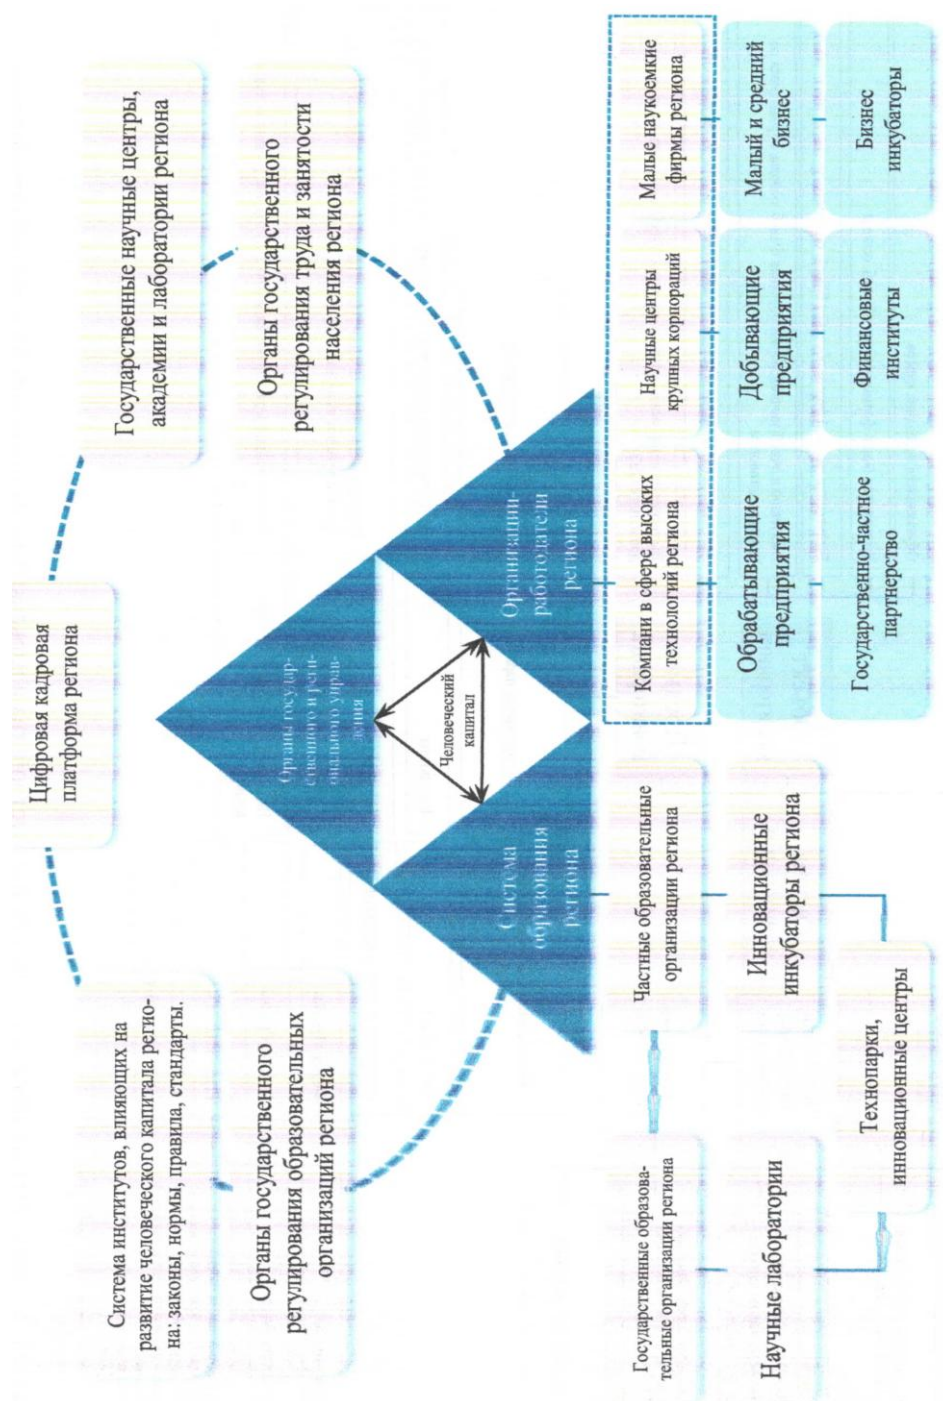 Цифровая кадровая
платформа региона
Система институтов, влияющих на
развитие человеческого капитала регио-
на: законы, нормы, правила, стандарты.
Государственные научные центры,
академии и лаборатории региона
Органы государственного
регулирования образовательных
организаций региона
Органы государственного
регулирования труда и занятости
населения региона
Органы государ-
ственного и реги-
онального управ-
ления
Человеческий
капитал
Система
образования
региона
Организации-
работодатели
региона
Государственные образова-
тельные организации региона
Частные образовательные
организации региона
Компани в сфере высоких
технологий региона
Научные центры
крупных корпораций
Малые наукоемкие
фирмы региона
Научные лаборатории
Инновационные
инкубаторы региона
Обрабатывающие
предприятия
Добывающие
предприятия
Малый и средний
бизнес
Технопарки,
инновационные центры
Государственно-частное
партнерство
Финансовые
институты
Бизнес
инкубаторы